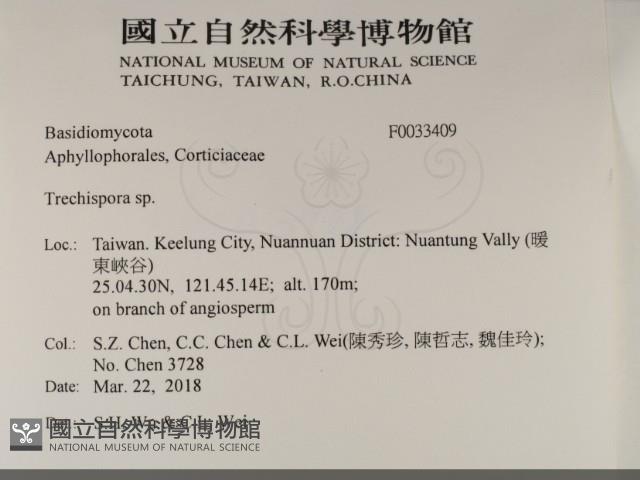 國立自然科學博物館
NATIONAL MUSEUM OF NATURAL SCIENCE
TAICHUNG, TAIWAN, R.O.CHINA
Basidiomycota F0033409
Aphyllophorales, Corticiaceae
Trechispora sp.
Loc.: Taiwan. Keelung City, Nuannuan District: Nuantung Vally (暖
東峽谷)
25.04.30N, 121.45.14E; alt. 170m;
on branch of angiosperm
Col.: S.Z. Chen, C.C. Chen & C.L. Wei(陳秀珍, 陳哲志, 魏佳玲);
No. Chen 3728
Date: Mar. 22, 2018
國立自然科學博物館
NATIONAL MUSEUM OF NATURAL SCIENCE